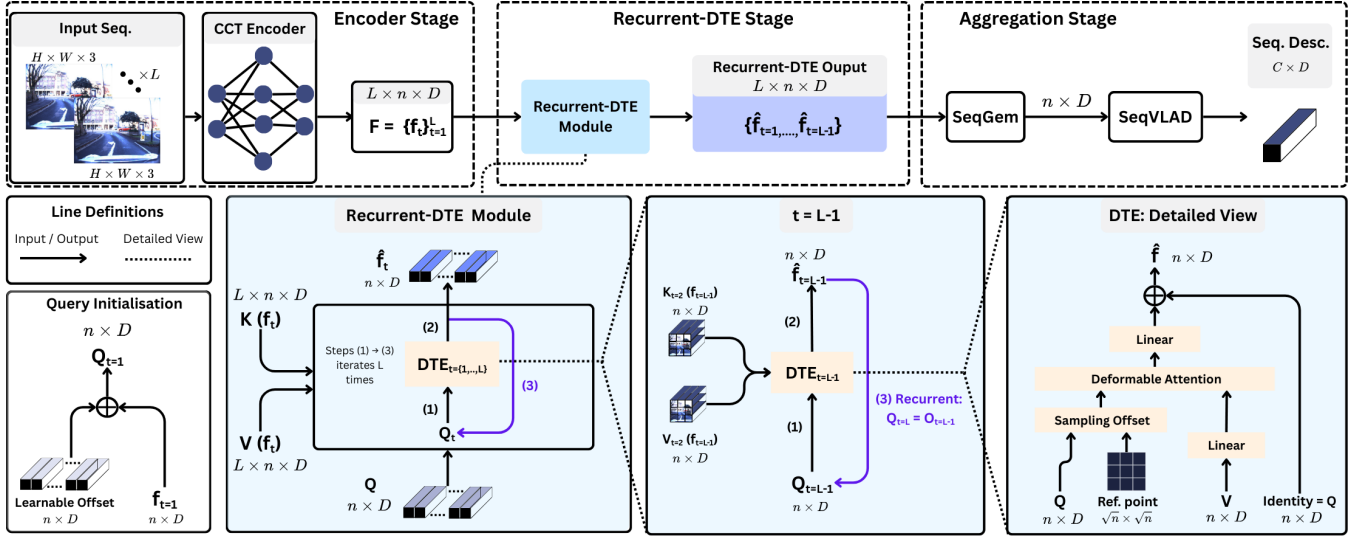 Encoder Stage
Input Seq.
H × W × 3
× L
H × W × 3
CCT Encoder
L × n × D
F = {f_t}^L_{t=1}
Recurrent-DTE Stage
Recurrent-DTE
Module
Recurrent-DTE Ouput
L × n × D
{f̂_{t=1},....,f̂_{t=L-1}}
Aggregation Stage
SeqGem
n × D
SeqVLAD
Seq. Desc.
C × D
Line Definitions
Input / Output
Detailed View
Query Initialisation
n × D
Q_{t=1}
Learnable Offset
n × D
f_{t=1}
n × D
Recurrent-DTE Module
f̂_t
n × D
L × n × D
K (f_t)
V (f_t)
L × n × D
Steps (1) → (3)
iterates L
times
(2)
DTE_{t={1,..,L}}
(3)
(1)
Q_t
Q
n × D
t = L-1
n × D
f̂_{t=L-1}
K_{t=2} (f_{t=L-1})
n × D
(2)
DTE_{t=L-1}
V_{t=2} (f_{t=L-1})
n × D
(1)
(3) Recurrent:
Q_{t=L} = O_{t=L-1}
Q_{t=L-1}
n × D
DTE: Detailed View
f̂ n × D
Linear
Deformable Attention
Sampling Offset
Linear
Q
n × D
Ref. point
√n × √n
V
n × D
Identity = Q
n × D